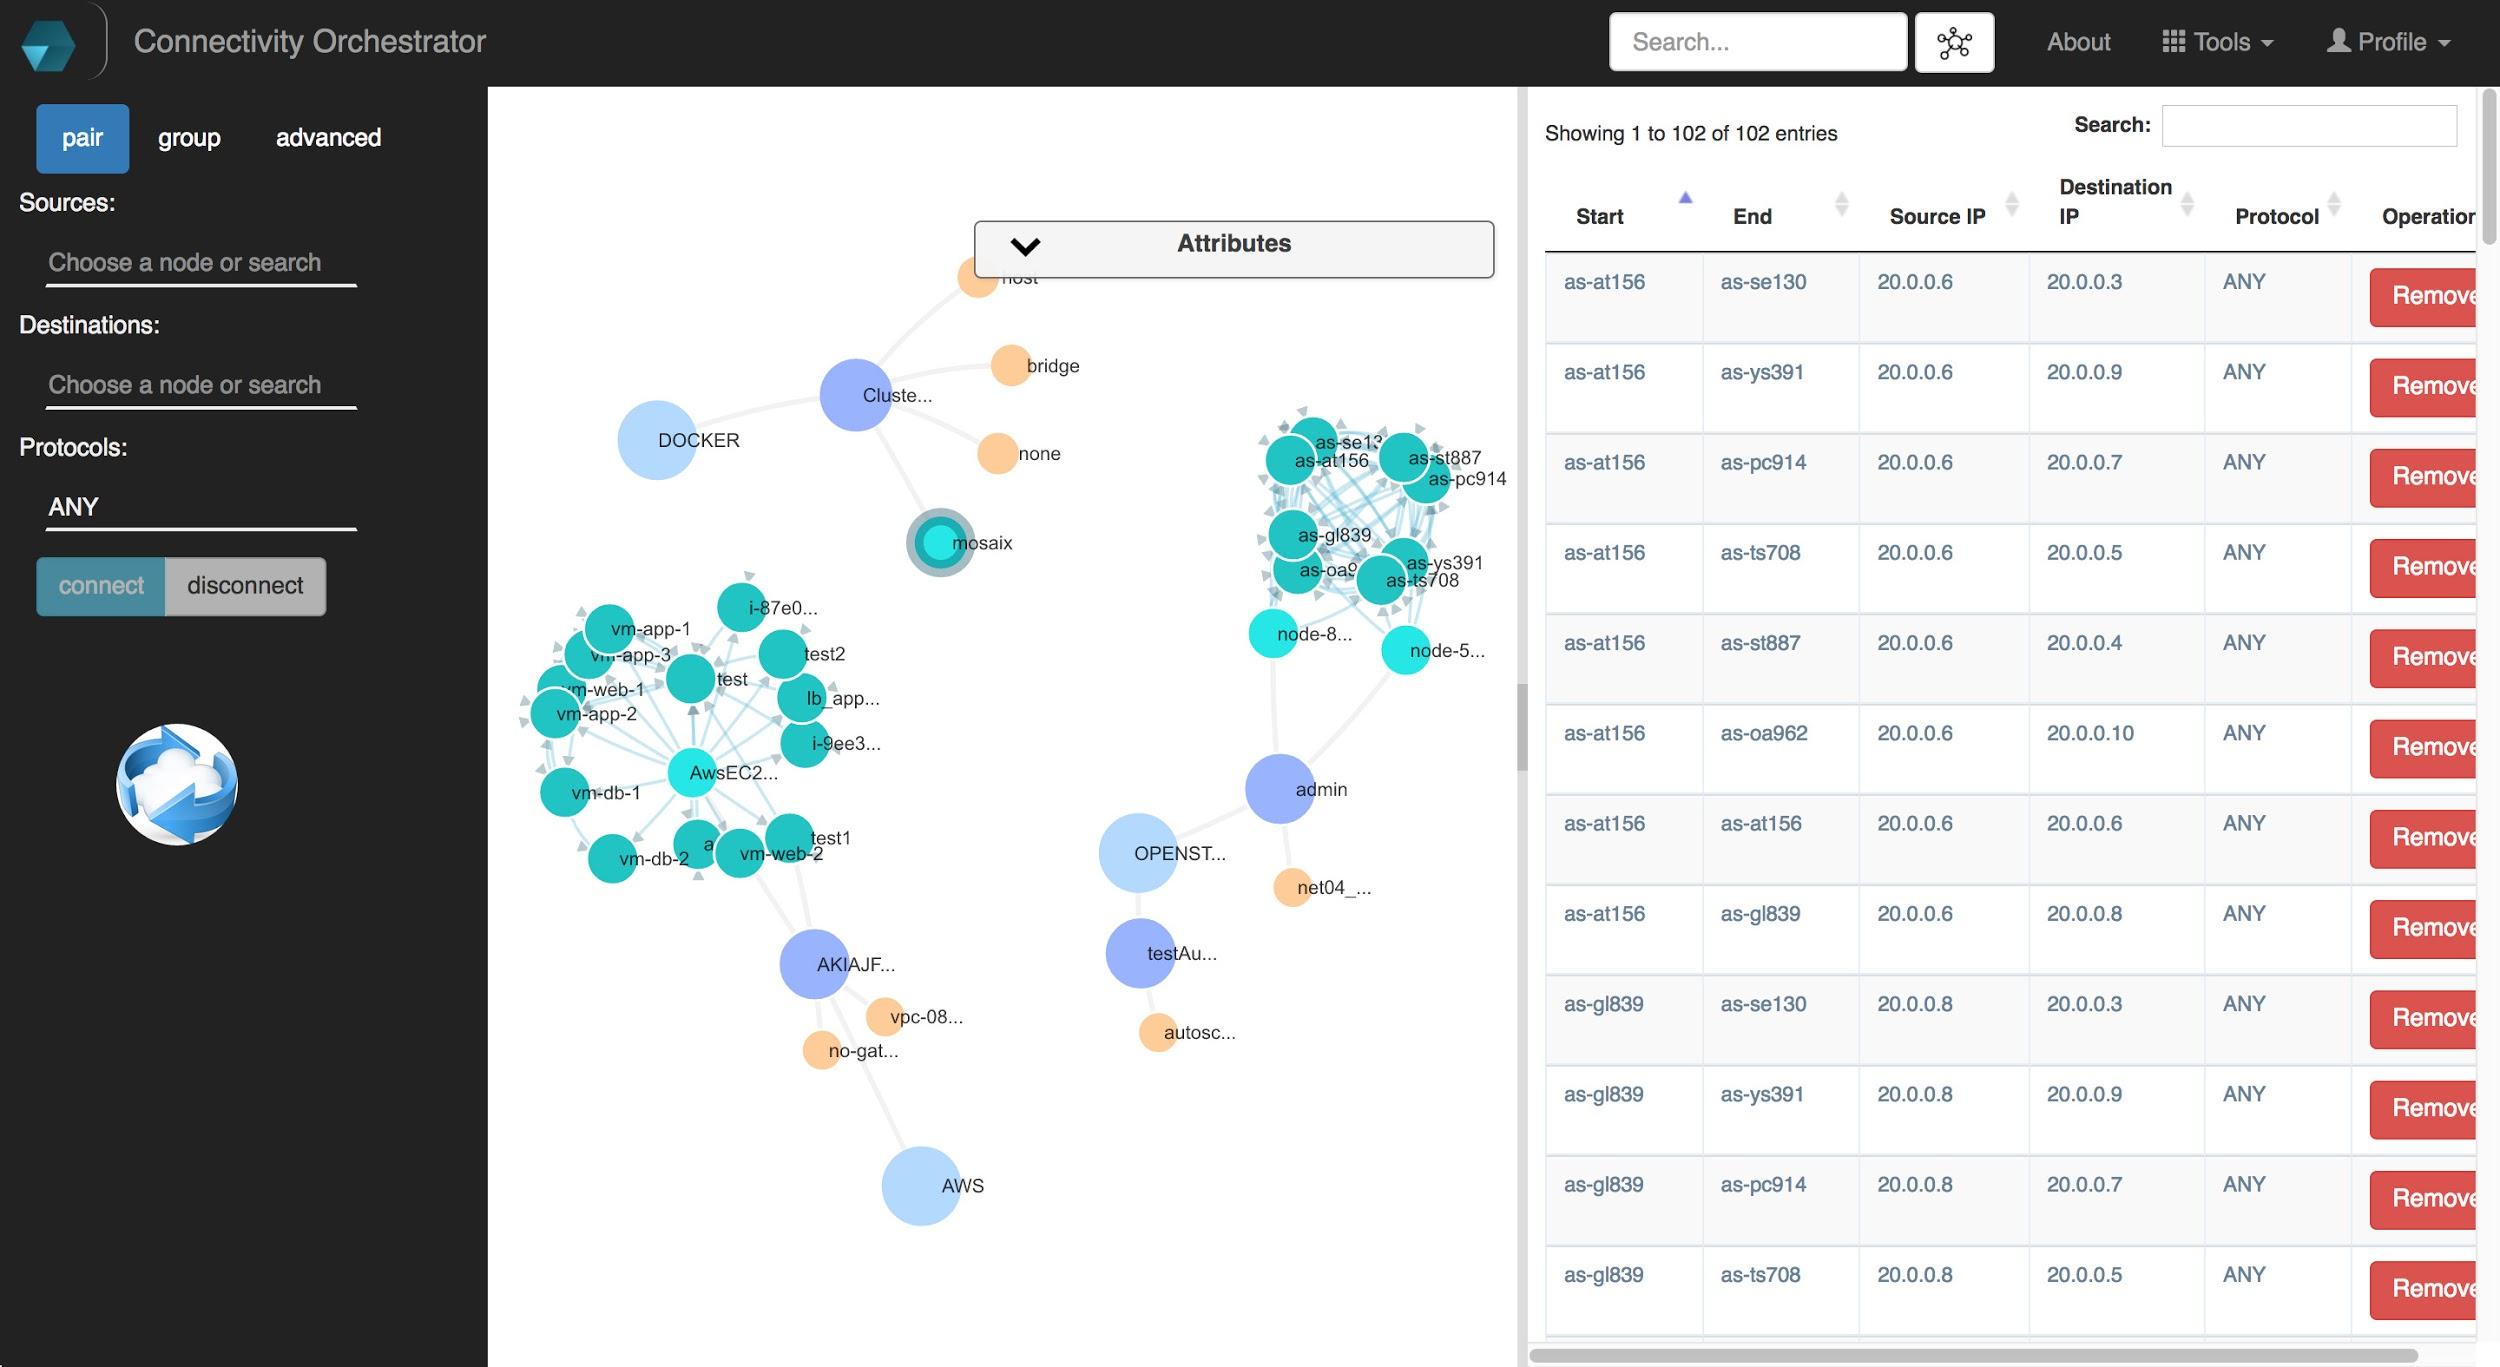 Connectivity Orchestrator
Search...
About
Tools
Profile
pair
group
advanced
Sources:
Choose a node or search
Destinations:
Choose a node or search
Protocols:
ANY
connect
disconnect
Attributes
host
bridge
Cluste...
DOCKER
none
mosaix
as-se13
as-at156
as-st887
as-pc914
as-gl839
as-oa9
as-ys391
as-ts708
node-8...
node-5...
i-87e0...
vm-app-1
vm-app-3
test2
test
vm-web-1
lb_app...
vm-app-2
i-9ee3...
AwsEC2...
vm-db-1
admin
test1
a
vm-web-2
vm-db-2
OPENST...
net04_...
testAu...
AKIAJF...
vpc-08...
autosc...
no-gat...
AWS
Showing 1 to 102 of 102 entries
Search:
Start End Source IP Destination IP Protocol Operation
as-at156 as-se130 20.0.0.6 20.0.0.3 ANY Remove
as-at156 as-ys391 20.0.0.6 20.0.0.9 ANY Remove
as-at156 as-pc914 20.0.0.6 20.0.0.7 ANY Remove
as-at156 as-ts708 20.0.0.6 20.0.0.5 ANY Remove
as-at156 as-st887 20.0.0.6 20.0.0.4 ANY Remove
as-at156 as-oa962 20.0.0.6 20.0.0.10 ANY Remove
as-at156 as-at156 20.0.0.6 20.0.0.6 ANY Remove
as-at156 as-gl839 20.0.0.6 20.0.0.8 ANY Remove
as-gl839 as-se130 20.0.0.8 20.0.0.3 ANY Remove
as-gl839 as-ys391 20.0.0.8 20.0.0.9 ANY Remove
as-gl839 as-pc914 20.0.0.8 20.0.0.7 ANY Remove
as-gl839 as-ts708 20.0.0.8 20.0.0.5 ANY Remove